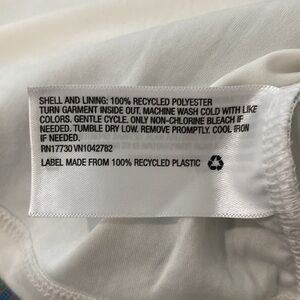 SHELL AND LINING: 100% RECYCLED POLYESTER
TURN GARMENT INSIDE OUT. MACHINE WASH COLD WITH LIKE
COLORS. GENTLE CYCLE. ONLY NON-CHLORINE BLEACH IF
NEEDED. TUMBLE DRY LOW. REMOVE PROMPTLY. COOL IRON
IF NEEDED.
RN17730 VN1042782
LABEL MADE FROM 100% RECYCLED PLASTIC